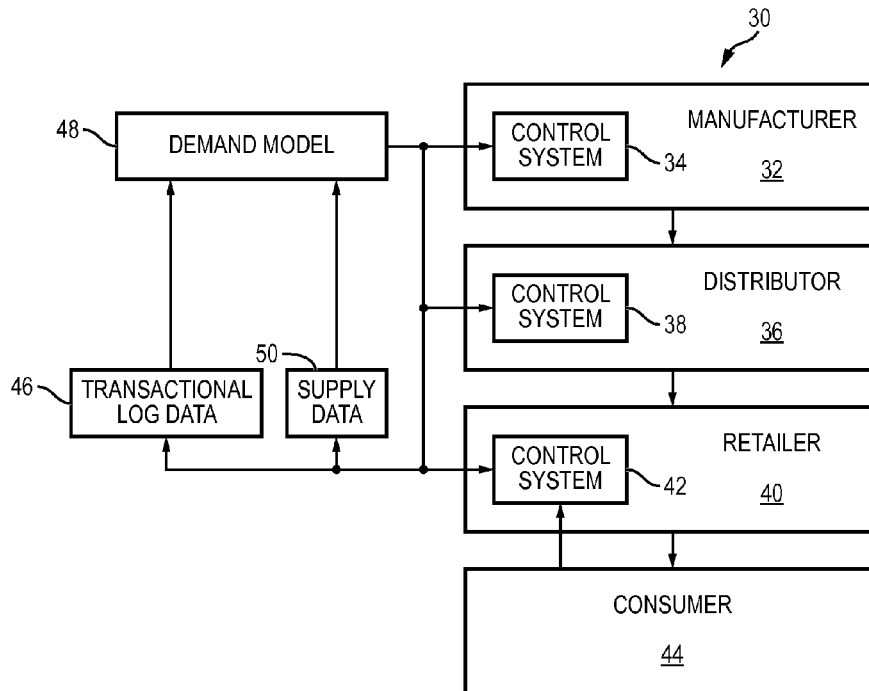 30
48
DEMAND MODEL
CONTROL
SYSTEM
34
MANUFACTURER
32
CONTROL
SYSTEM
38
DISTRIBUTOR
36
46
TRANSACTIONAL
LOG DATA
50
SUPPLY
DATA
CONTROL
SYSTEM
42
RETAILER
40
CONSUMER
44